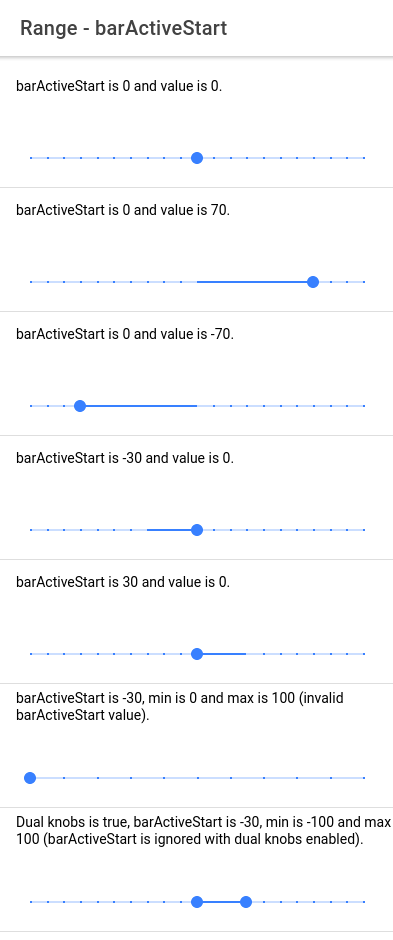 Range - barActiveStart
barActiveStart is 0 and value is 0.
barActiveStart is 0 and value is 70.
barActiveStart is 0 and value is -70.
barActiveStart is -30 and value is 0.
barActiveStart is 30 and value is 0.
barActiveStart is -30, min is 0 and max is 100 (invalid
barActiveStart value).
Dual knobs is true, barActiveStart is -30, min is -100 and max
100 (barActiveStart is ignored with dual knobs enabled).